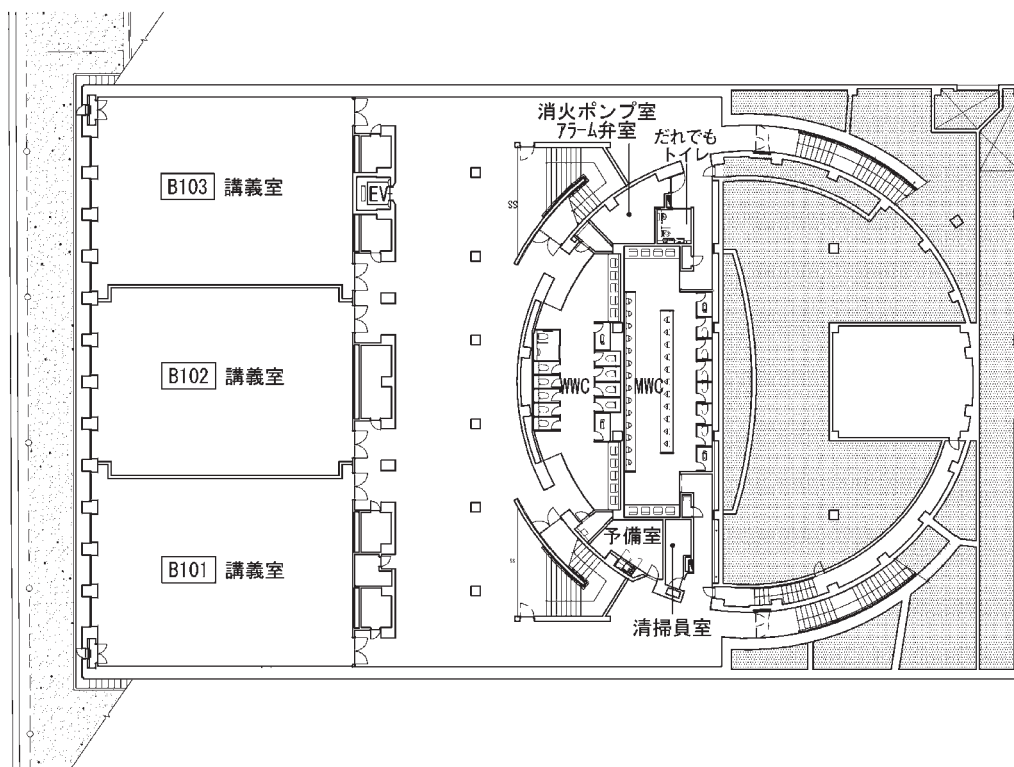 消火ポンプ室
アラーム弁室
だれでも
トイレ
B103 講義室
EV
SS
B102 講義室
WWC
MWC
B101 講義室
予備室
SS
清掃員室